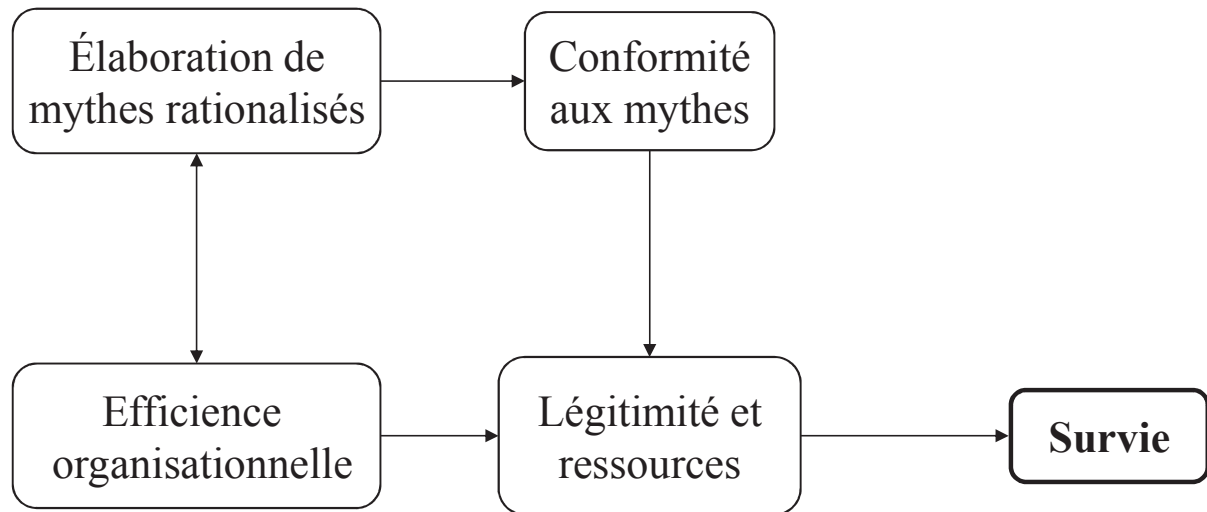 Élaboration de
mythes rationalisés
Conformité
aux mythes
Efficience
organisationnelle
Légitimité et
ressources
Survie